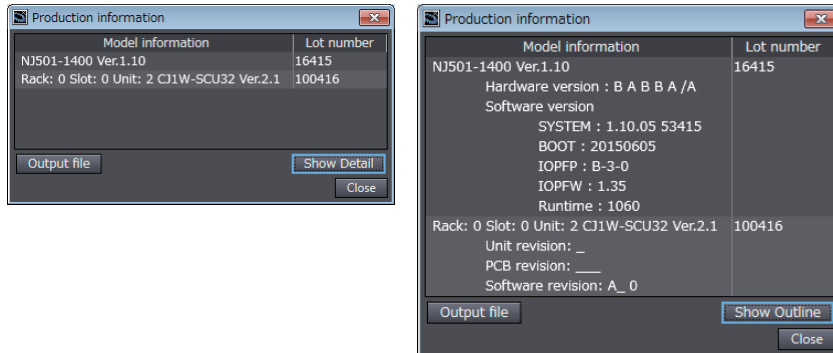 Production information
Model information Lot number
NJ501-1400 Ver.1.10 16415
Rack: 0 Slot: 0 Unit: 2 CJ1W-SCU32 Ver.2.1 100416
Output file Show Detail
Close
Production information
Model information Lot number
NJ501-1400 Ver.1.10 16415
Hardware version : B A B B A /A
Software version
SYSTEM : 1.10.05 53415
BOOT : 20150605
IOPFP : B-3-0
IOPFW : 1.35
Runtime : 1060
Rack: 0 Slot: 0 Unit: 2 CJ1W-SCU32 Ver.2.1 100416
Unit revision: _
PCB revision: ___
Software revision: A_ 0
Output file Show Outline
Close